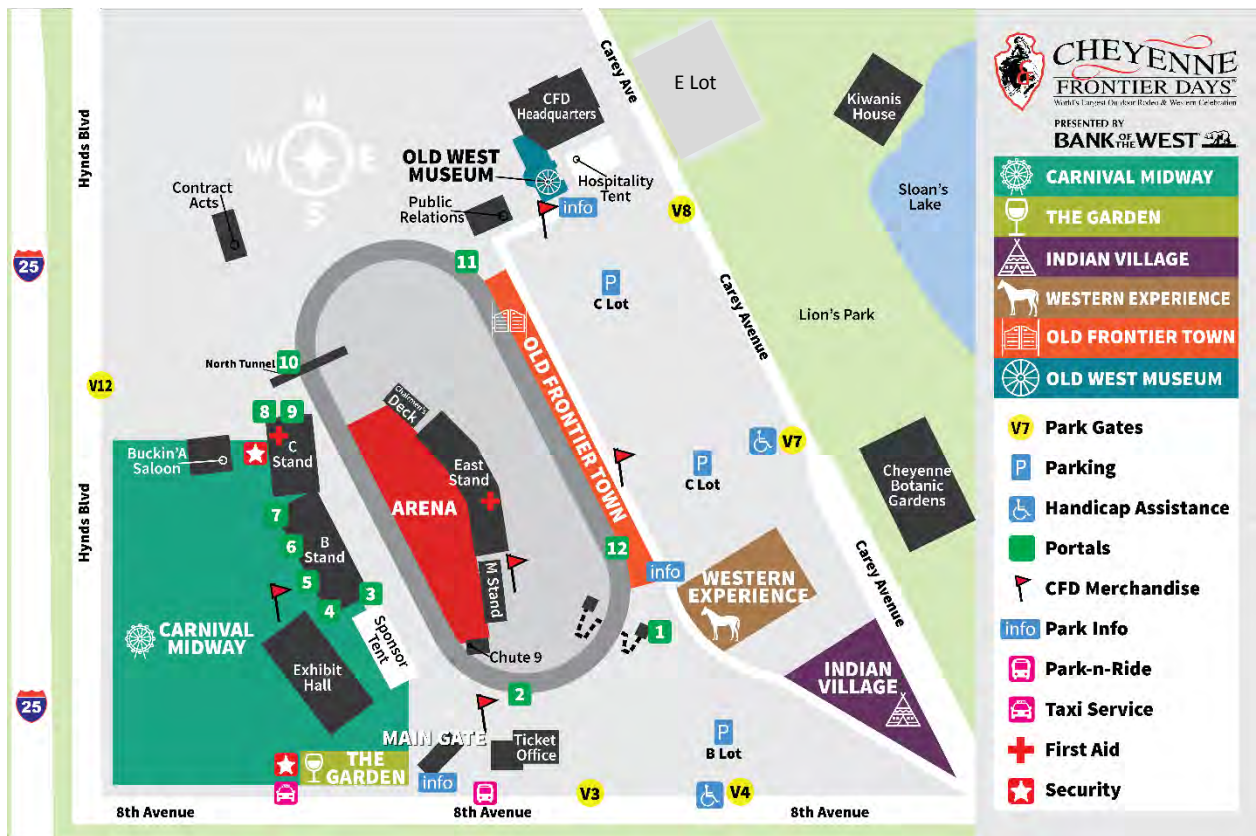 Hynds Blvd
Carey Ave
E Lot
CFD
Headquarters
Kiwanis
House
N
W E
S
OLD WEST
MUSEUM
Hospitality
Tent
Contract
Acts
Public
Relations
info
V8
Sloan's
Lake
25
11
P
C Lot
Carey Avenue
Lion's Park
North Tunnel
10
V12
OLD FRONTIER TOWN
Chairmen's
Deck
8
9
C
Stand
Buckin'A
Saloon
East
Stand
P
C Lot
V7
Cheyenne
Botanic
Gardens
ARENA
7
B
Stand
6
5
4
3
Hynds Blvd
12
info
M Stand
WESTERN
EXPERIENCE
Carey Avenue
CARNIVAL
MIDWAY
Sponsor
Tent
Exhibit
Hall
Chute 9
1
INDIAN
VILLAGE
25
2
MAIN GATE
Ticket
Office
P
B Lot
THE
GARDEN
info
V3
V4
8th Avenue
8th Avenue
8th Avenue
CHEYENNE
FRONTIER DAYS
World's Largest Outdoor Rodeo & Western Celebration
PRESENTED BY
BANK OF THE WEST
CARNIVAL MIDWAY
THE GARDEN
INDIAN VILLAGE
WESTERN EXPERIENCE
OLD FRONTIER TOWN
OLD WEST MUSEUM
V7 Park Gates
P Parking
Handicap Assistance
Portals
CFD Merchandise
info Park Info
Park-n-Ride
Taxi Service
First Aid
Security